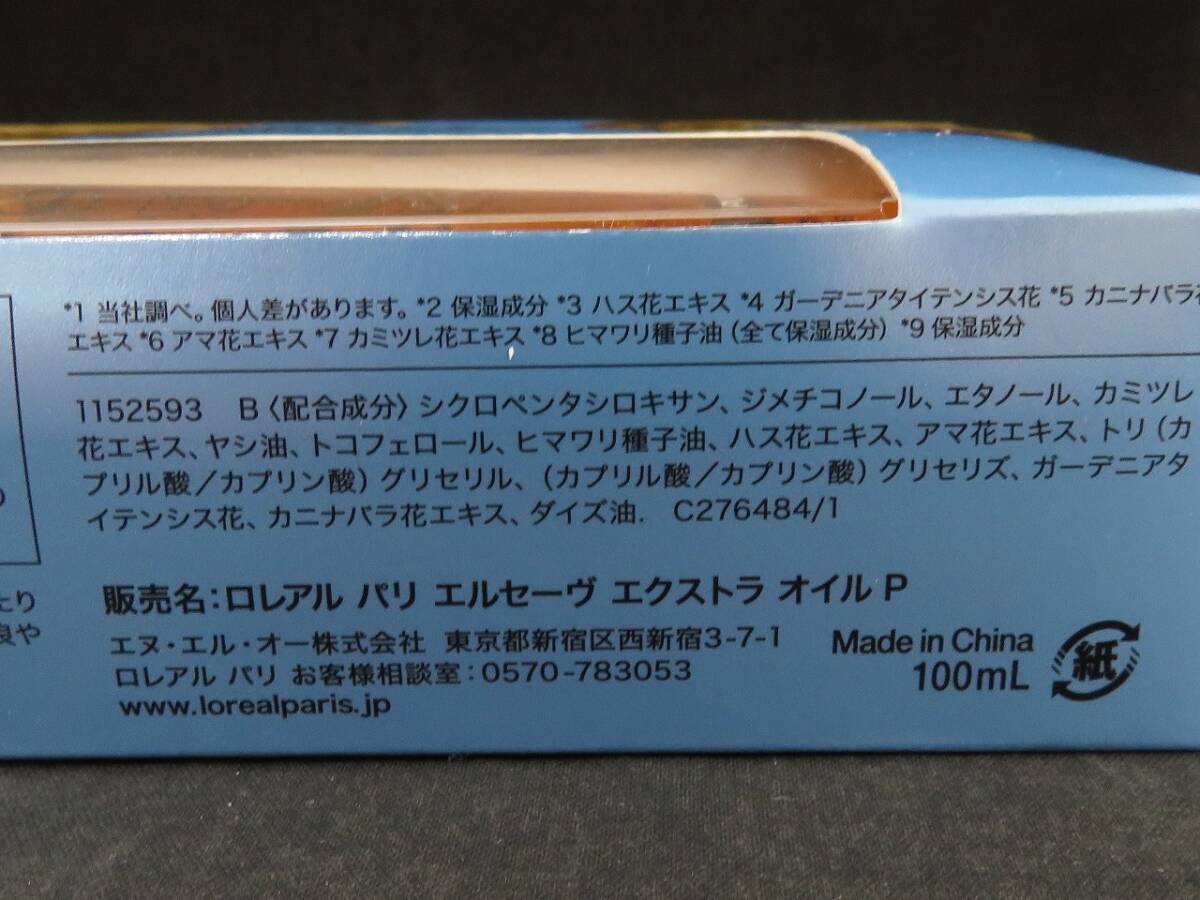 *1 当社調べ。個人差があります。*2 保湿成分 *3 ハス花エキス *4 ガーデニアタイテンシス花 *5 カニナバラ
エキス *6 アマ花エキス *7 カミツレ花エキス *8 ヒマワリ種子油 (全て保湿成分) *9 保湿成分
1152593 B 〈配合成分〉シクロペンタシロキサン、ジメチコノール、エタノール、カミツレ
花エキス、ヤシ油、トコフェロール、ヒマワリ種子油、ハス花エキス、アマ花エキス、トリ (カ
プリル酸/カプリン酸) グリセリル、(カプリル酸/カプリン酸) グリセリズ、ガーデニアタ
イテンシス花、カニナバラ花エキス、ダイズ油. C276484/1
たり
良や
販売名:ロレアル パリ エルセーヴ エクストラ オイル P
エヌ・エル・オー株式会社 東京都新宿区西新宿3-7-1
ロレアル パリ お客様相談室:0570-783053
www.lorealparis.jp
Made in China
100mL
紙